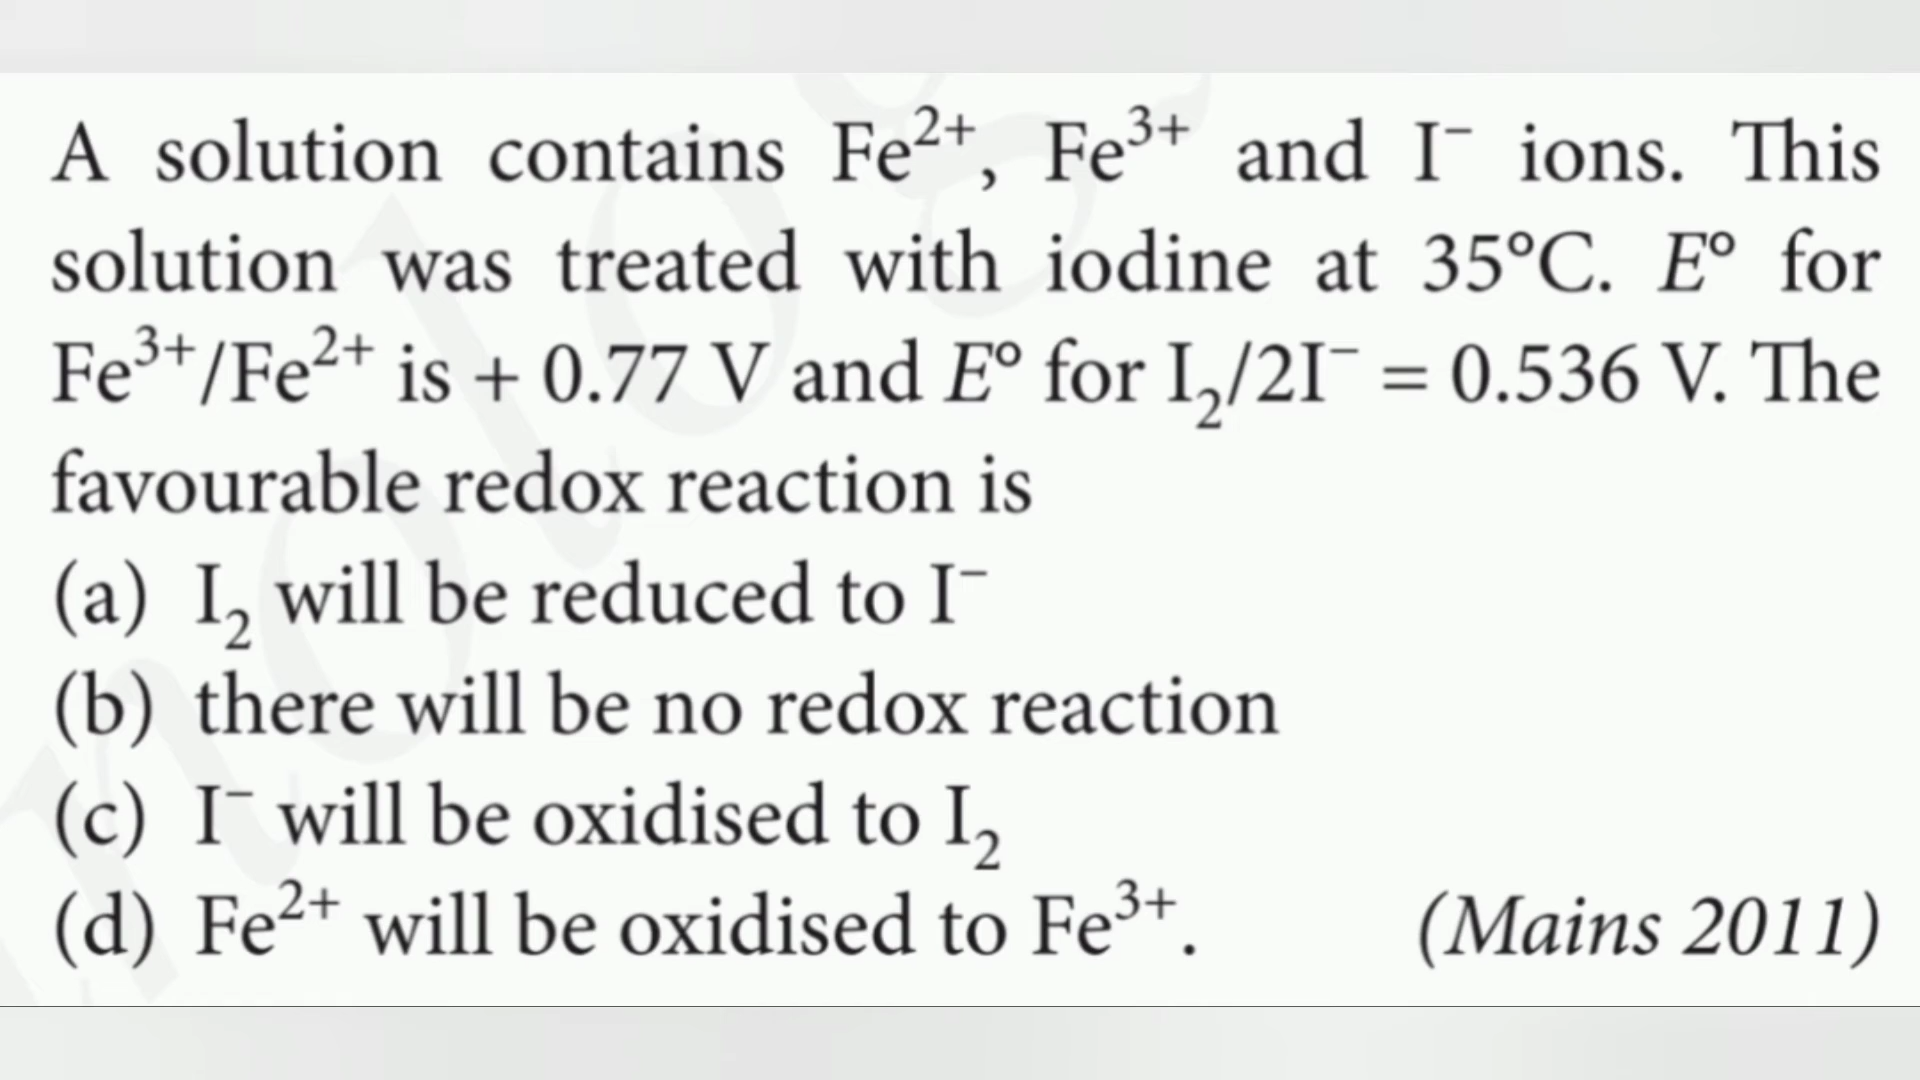 A solution contains Fe²⁺, Fe³⁺ and I⁻ ions. This
solution was treated with iodine at 35°C. E° for
Fe³⁺/Fe²⁺ is + 0.77 V and E° for I₂/2I⁻ = 0.536 V. The
favourable redox reaction is
(a) I₂ will be reduced to I⁻
(b) there will be no redox reaction
(c) I⁻ will be oxidised to I₂
(d) Fe²⁺ will be oxidised to Fe³⁺. (Mains 2011)